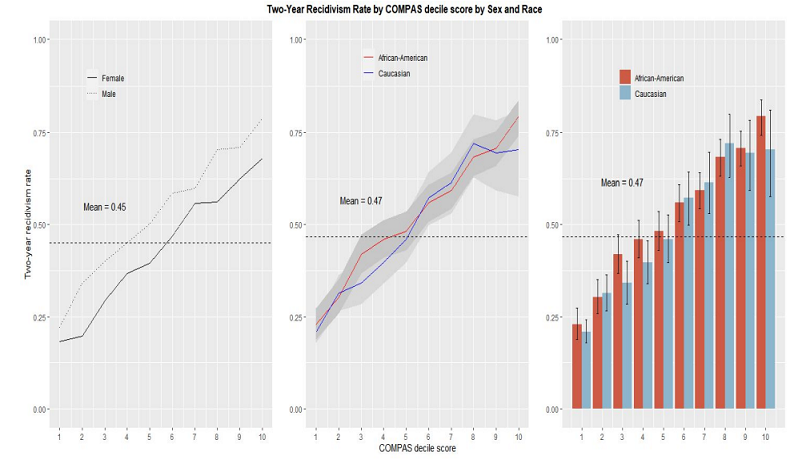 Two-Year Recidivism Rate by COMPAS decile score by Sex and Race
Two-year recidivism rate
1.00
0.75
0.50
0.25
0.00
Female
Male
Mean = 0.45
1 2 3 4 5 6 7 8 9 10
1.00
0.75
0.50
0.25
0.00
African-American
Caucasian
Mean = 0.47
1 2 3 4 5 6 7 8 9 10
COMPAS decile score
1.00
0.75
0.50
0.25
0.00
African-American
Caucasian
Mean = 0.47
1 2 3 4 5 6 7 8 9 10